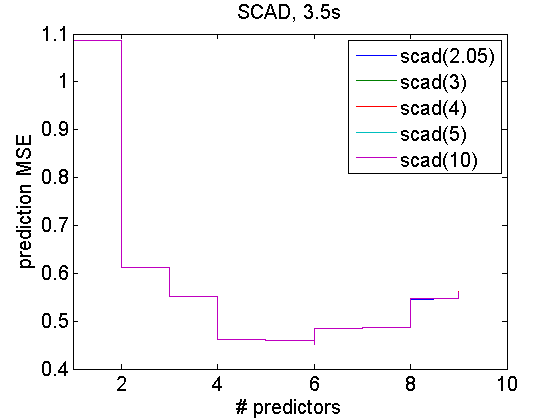 SCAD, 3.5s
1.1
1
0.9
0.8
0.7
0.6
0.5
0.4
prediction MSE
scad(2.05)
scad(3)
scad(4)
scad(5)
scad(10)
2 4 6 8 10
# predictors